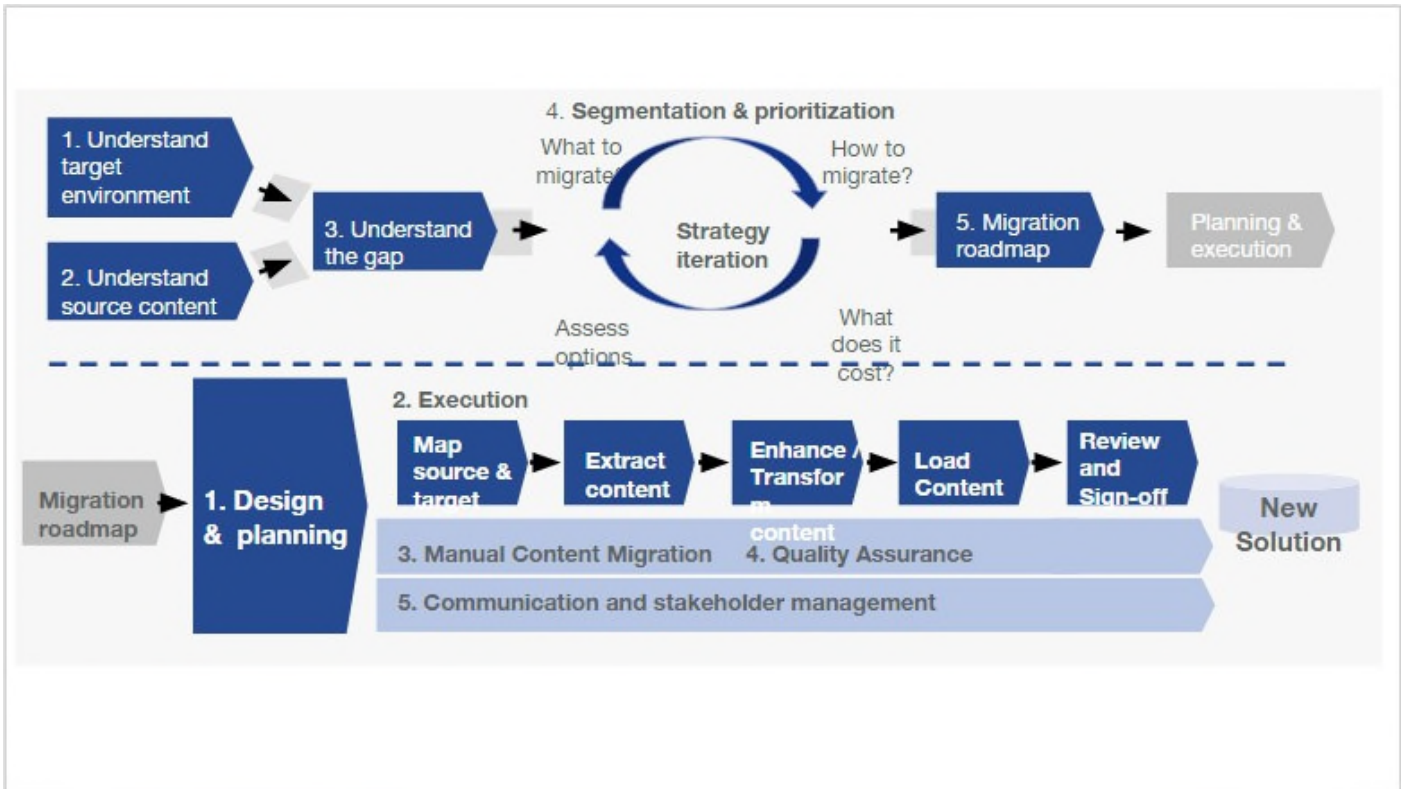 4. Segmentation & prioritization
1. Understand
target
environment
What to
migrate?
How to
migrate?
3. Understand
the gap
Strategy
iteration
5. Migration
roadmap
Planning &
execution
2. Understand
source content
Assess
options
What
does it
cost?
2. Execution
Map
source &
target
Extract
content
Enhance /
Transfor
m
content
Load
Content
Review
and
Sign-off
Migration
roadmap
1. Design
& planning
New
Solution
3. Manual Content Migration 4. Quality Assurance
5. Communication and stakeholder management